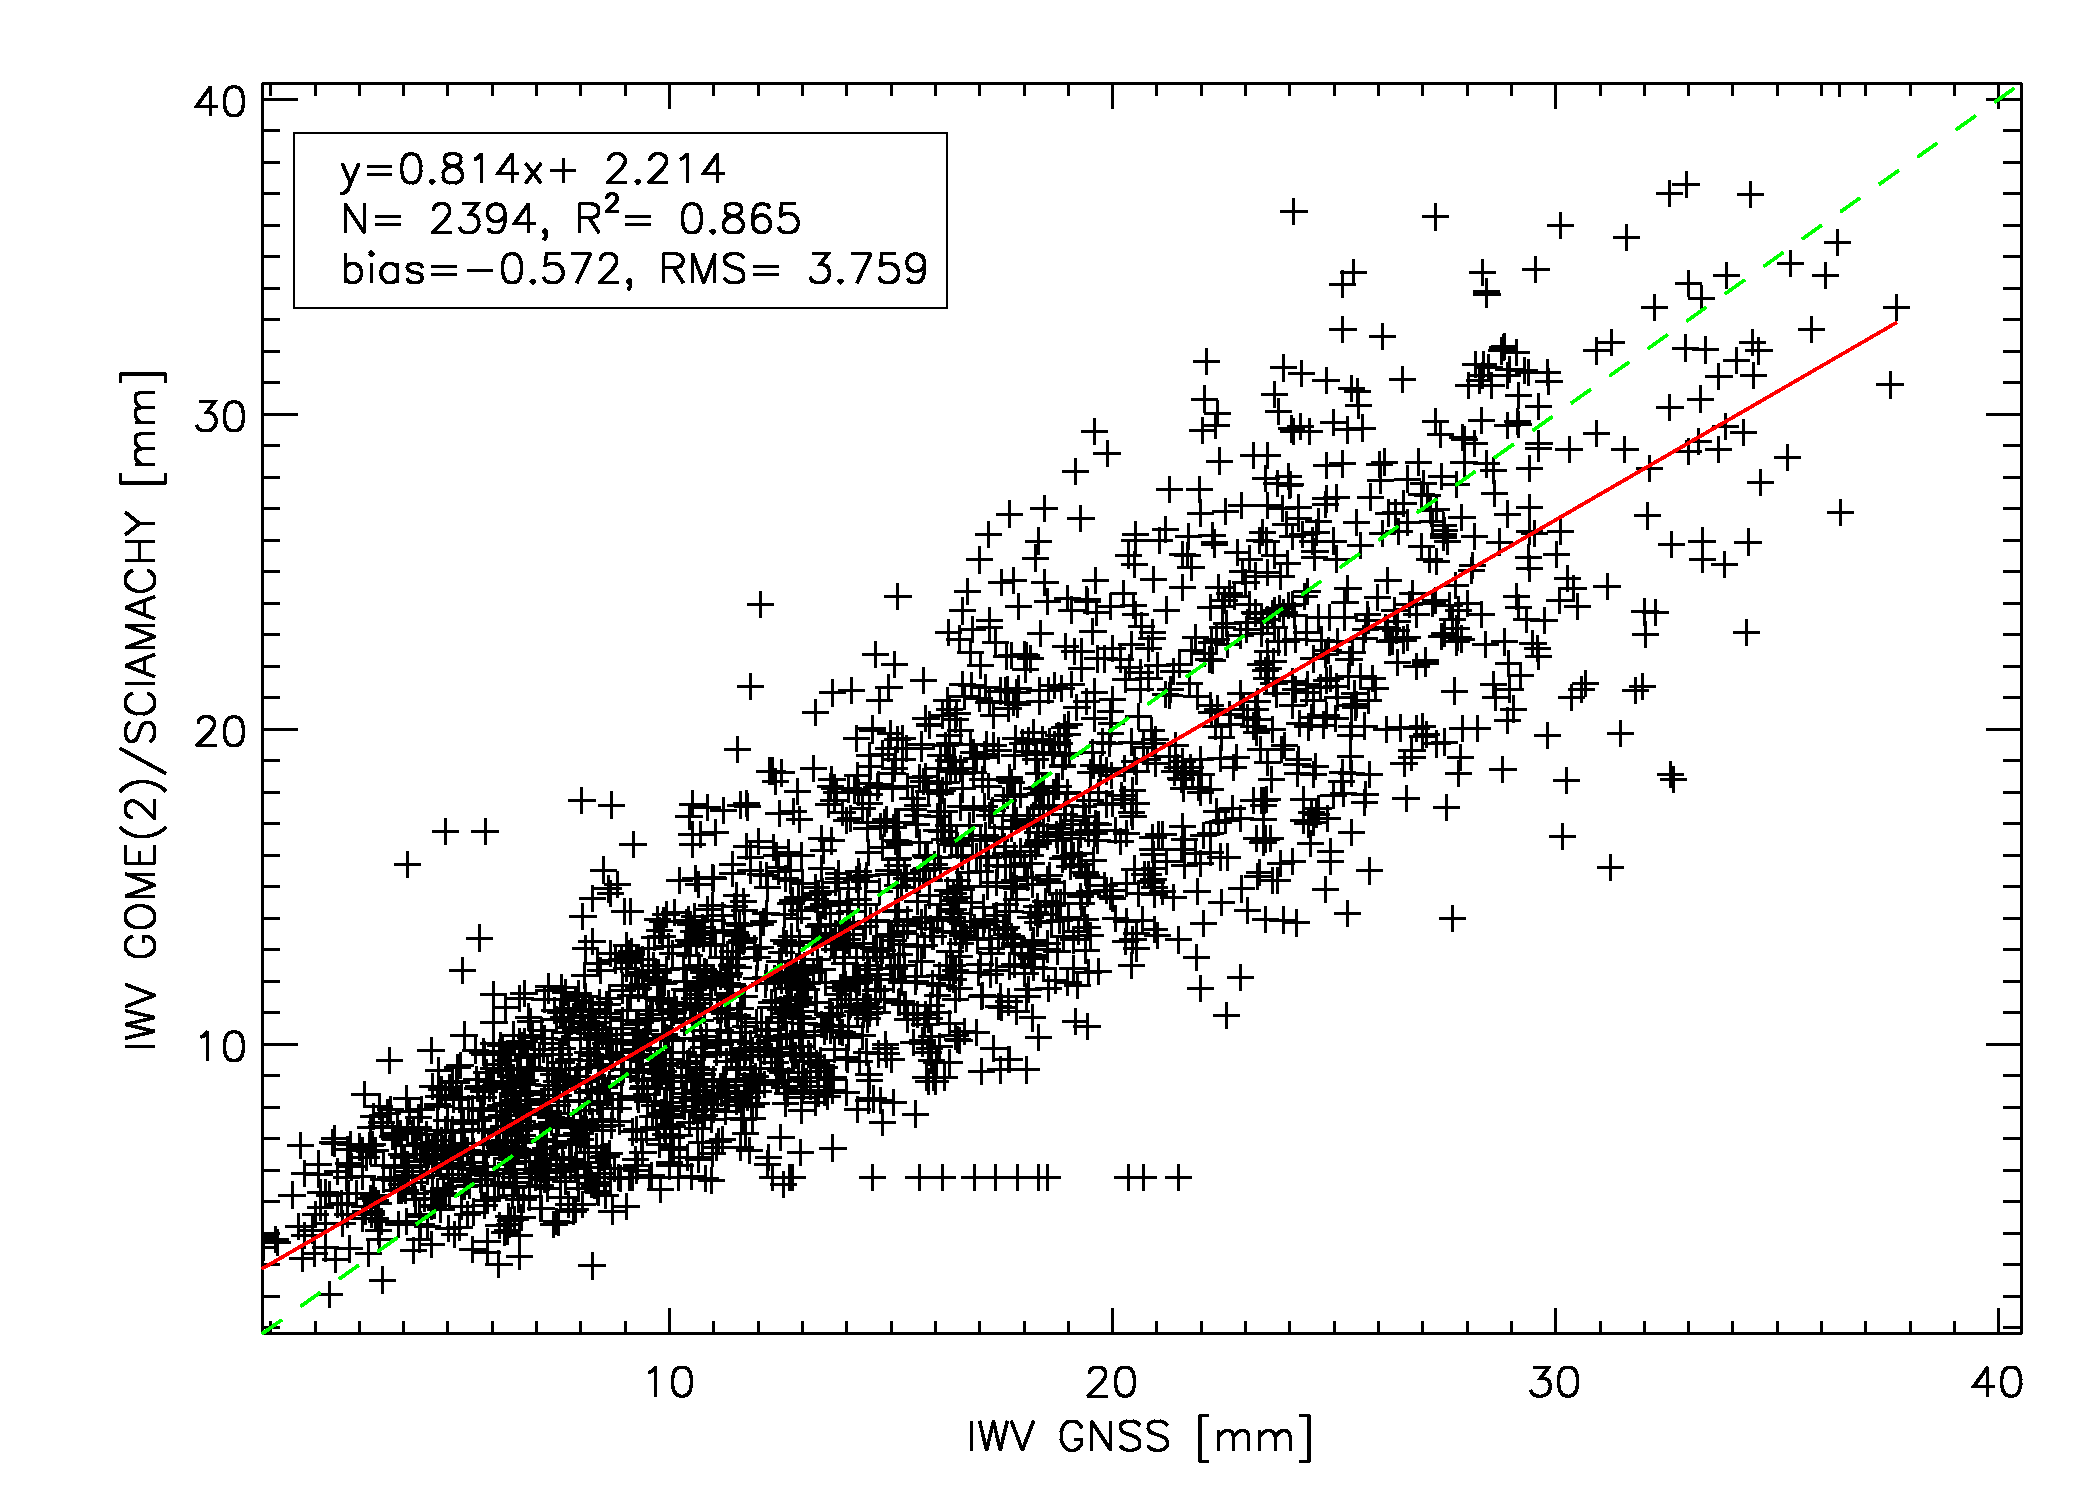 40
y=0.814x+ 2.214
N= 2394, R²= 0.865
bias=−0.572, RMS= 3.759
30
20
10
IWV GOME(2)/SCIAMACHY [mm]
10 20 30 40
IWV GNSS [mm]